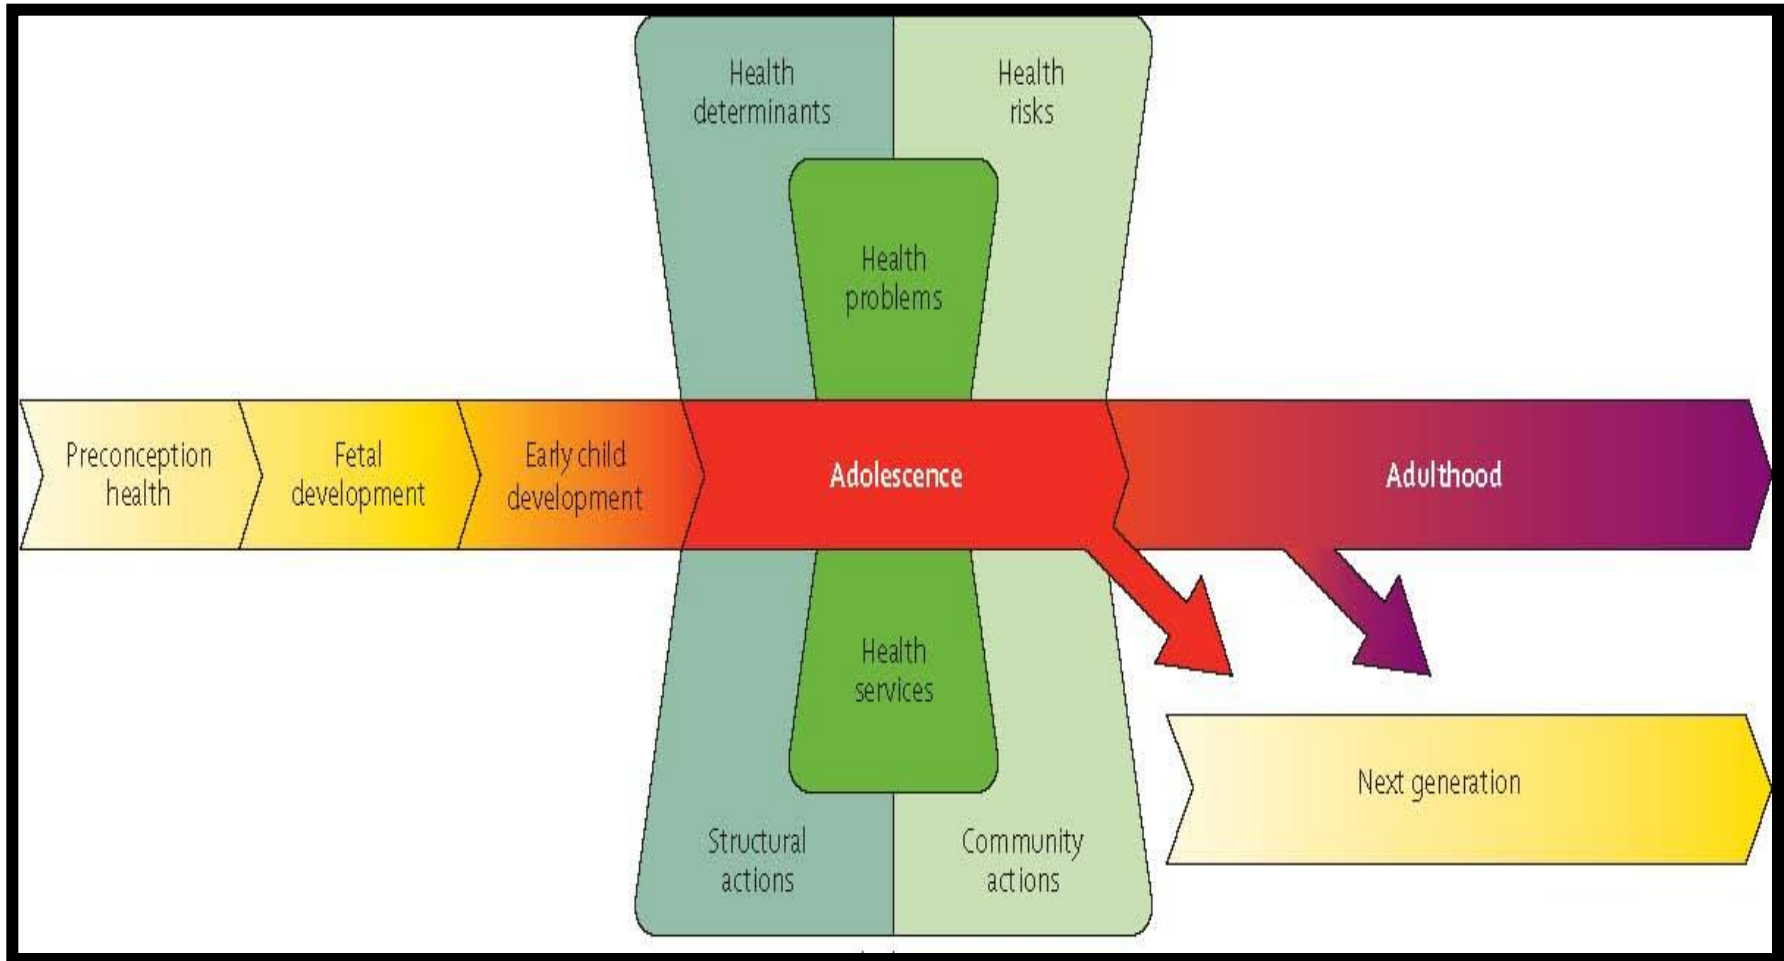 Health
determinants
Health
risks
Health
problems
Preconception
health
Fetal
development
Early child
development
Adolescence
Adulthood
Health
services
Next generation
Structural
actions
Community
actions